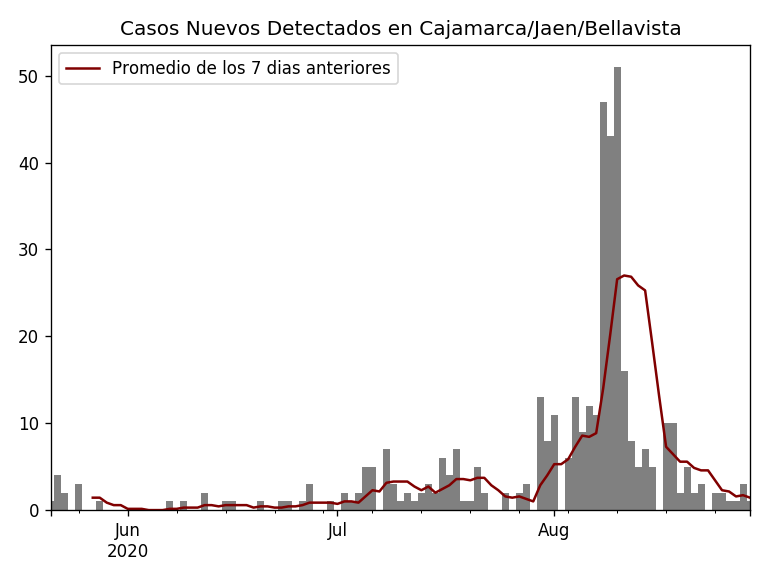 Casos Nuevos Detectados en Cajamarca/Jaen/Bellavista
Promedio de los 7 dias anteriores
50
40
30
20
10
0
Jun
2020
Jul
Aug